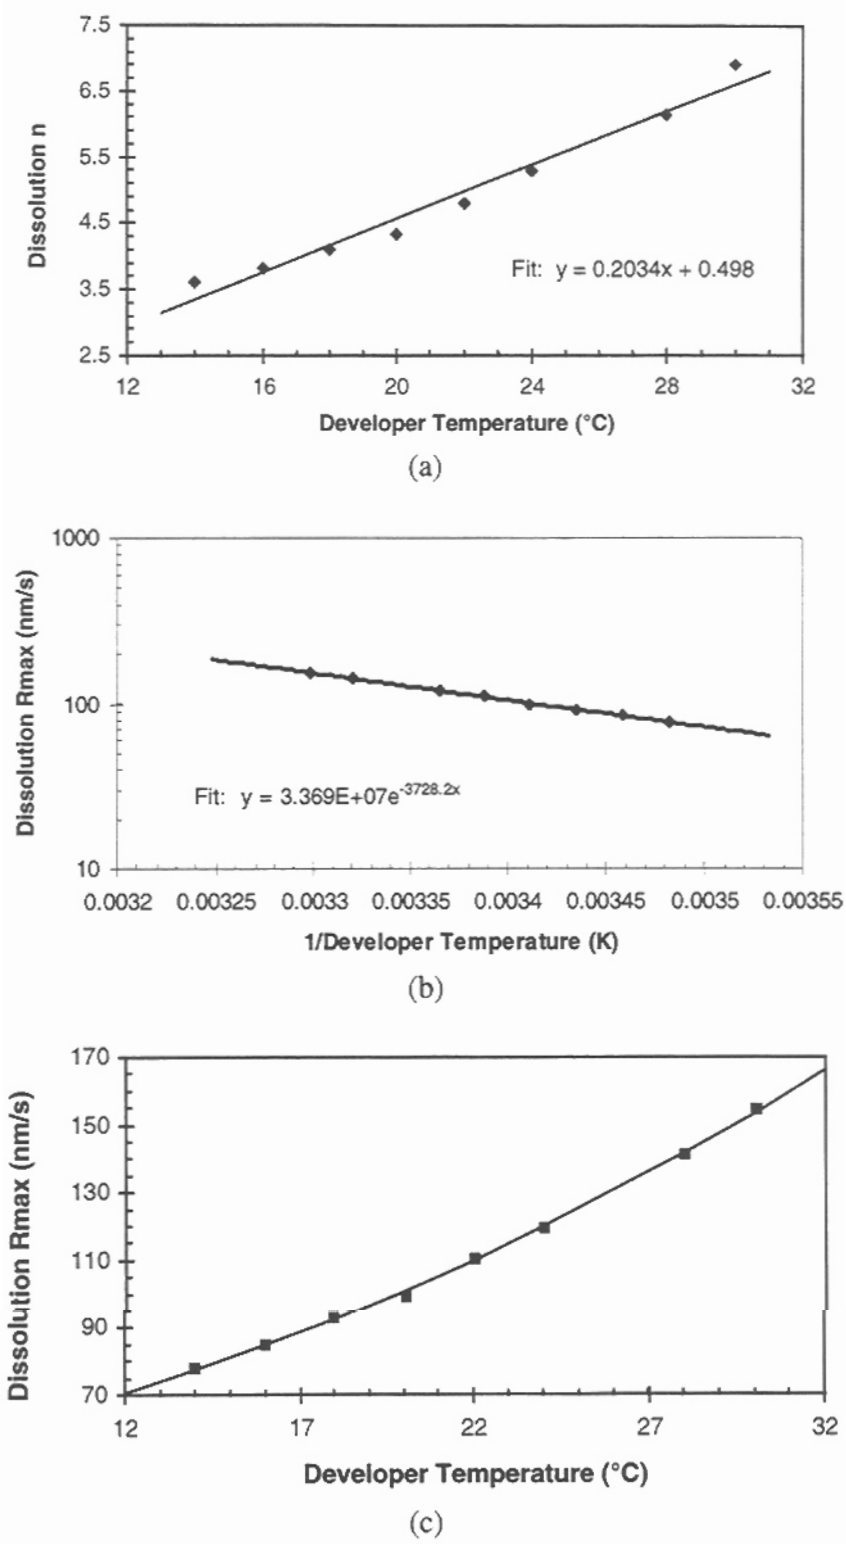 7.5
6.5
5.5
4.5
3.5
2.5
Dissolution n
Fit: y = 0.2034x + 0.498
12 16 20 24 28 32
Developer Temperature (°C)
(a)
1000
100
10
Dissolution Rmax (nm/s)
Fit: y = 3.369E+07e^-3728.2x
0.0032 0.00325 0.0033 0.00335 0.0034 0.00345 0.0035 0.00355
1/Developer Temperature (K)
(b)
170
150
130
110
90
70
Dissolution Rmax (nm/s)
12 17 22 27 32
Developer Temperature (°C)
(c)